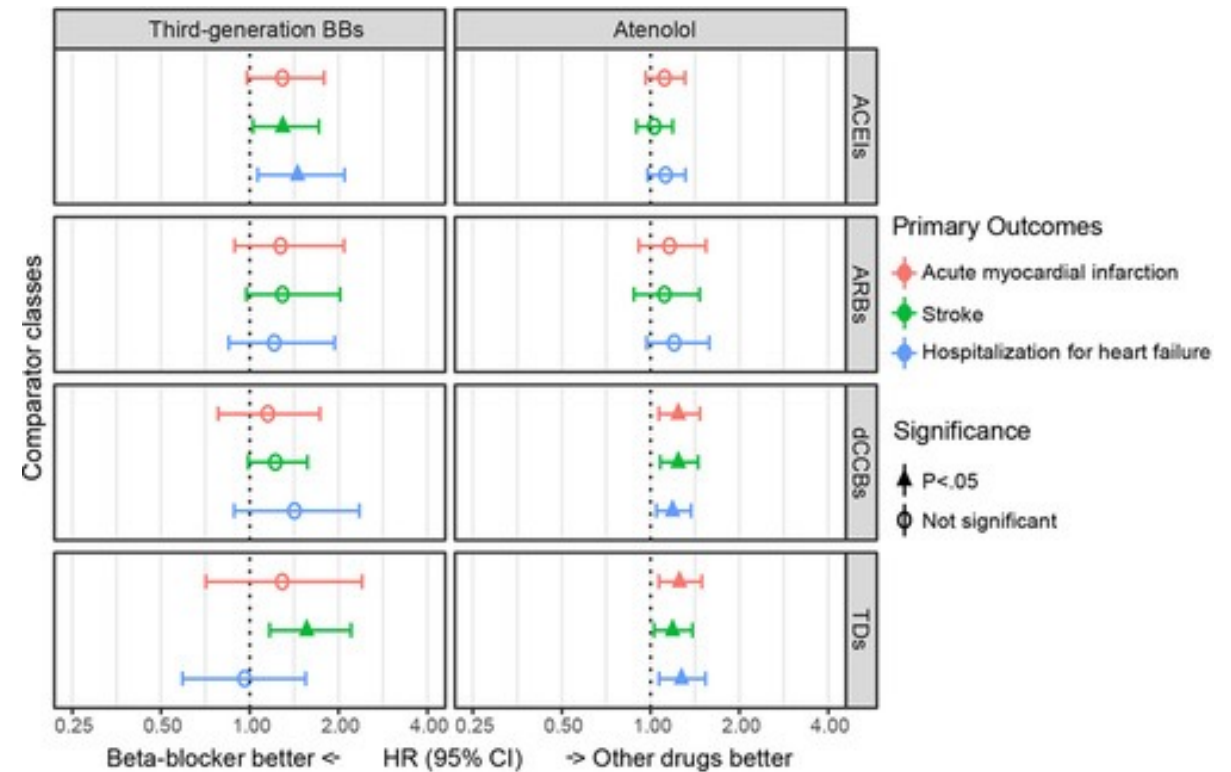 Third-generation BBs
Atenolol
Comparator classes
ACEIs
ARBs
dCCBs
TDs
Primary Outcomes
Acute myocardial infarction
Stroke
Hospitalization for heart failure
Significance
P<.05
Not significant
0.25 0.50 1.00 2.00 4.00 0.25 0.50 1.00 2.00 4.00
Beta-blocker better <- HR (95% CI) -> Other drugs better